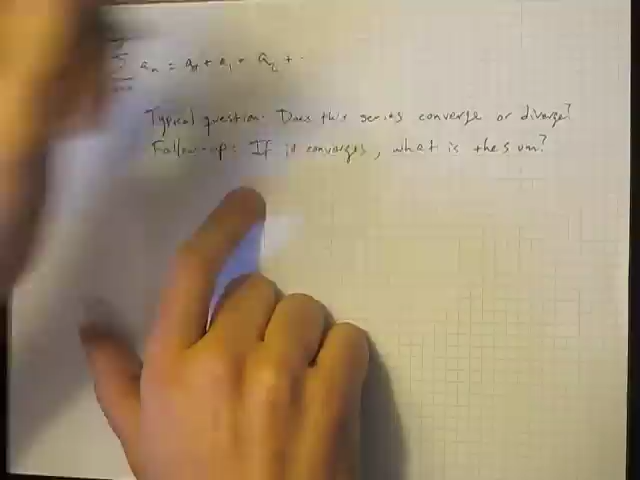 ∑ aₙ = a₀ + a₁ + a₂ + ..
Typical question: Does this series converge or diverge?
Follow-up: If it converges, what is the sum?